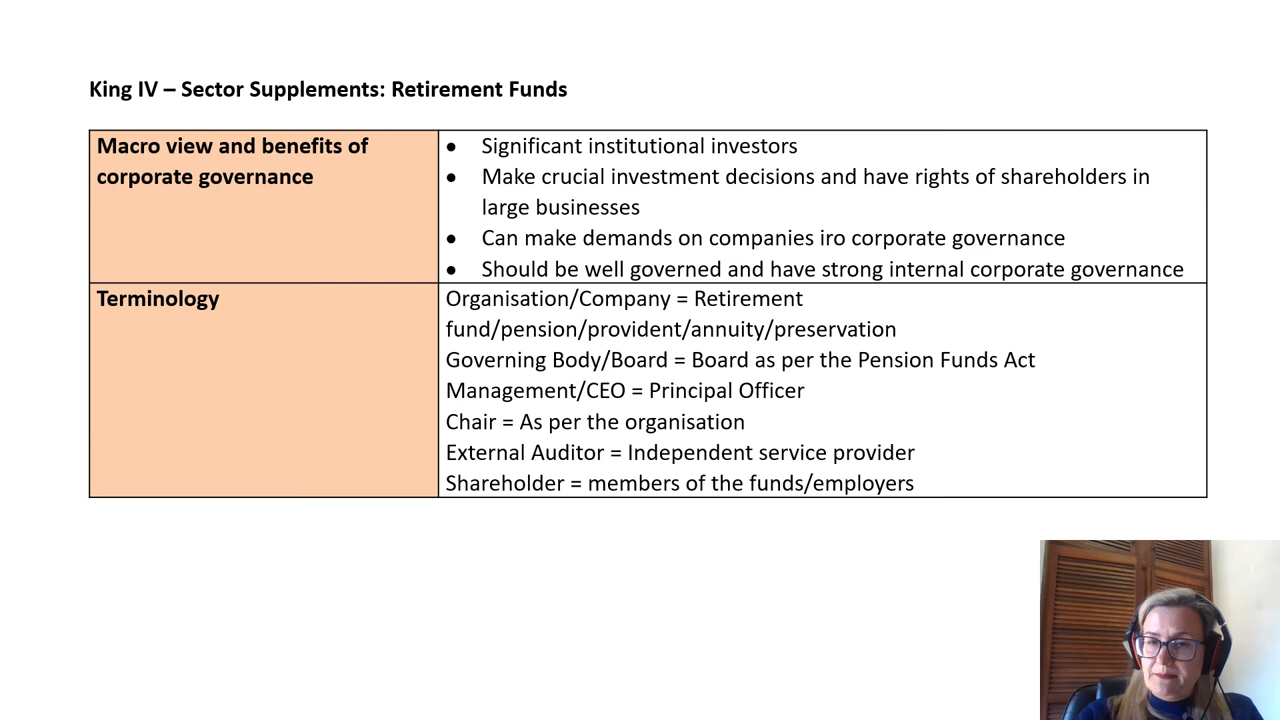 King IV – Sector Supplements: Retirement Funds
Macro view and benefits of
corporate governance
● Significant institutional investors
● Make crucial investment decisions and have rights of shareholders in
large businesses
● Can make demands on companies iro corporate governance
● Should be well governed and have strong internal corporate governance
Terminology
Organisation/Company = Retirement
fund/pension/provident/annuity/preservation
Governing Body/Board = Board as per the Pension Funds Act
Management/CEO = Principal Officer
Chair = As per the organisation
External Auditor = Independent service provider
Shareholder = members of the funds/employers